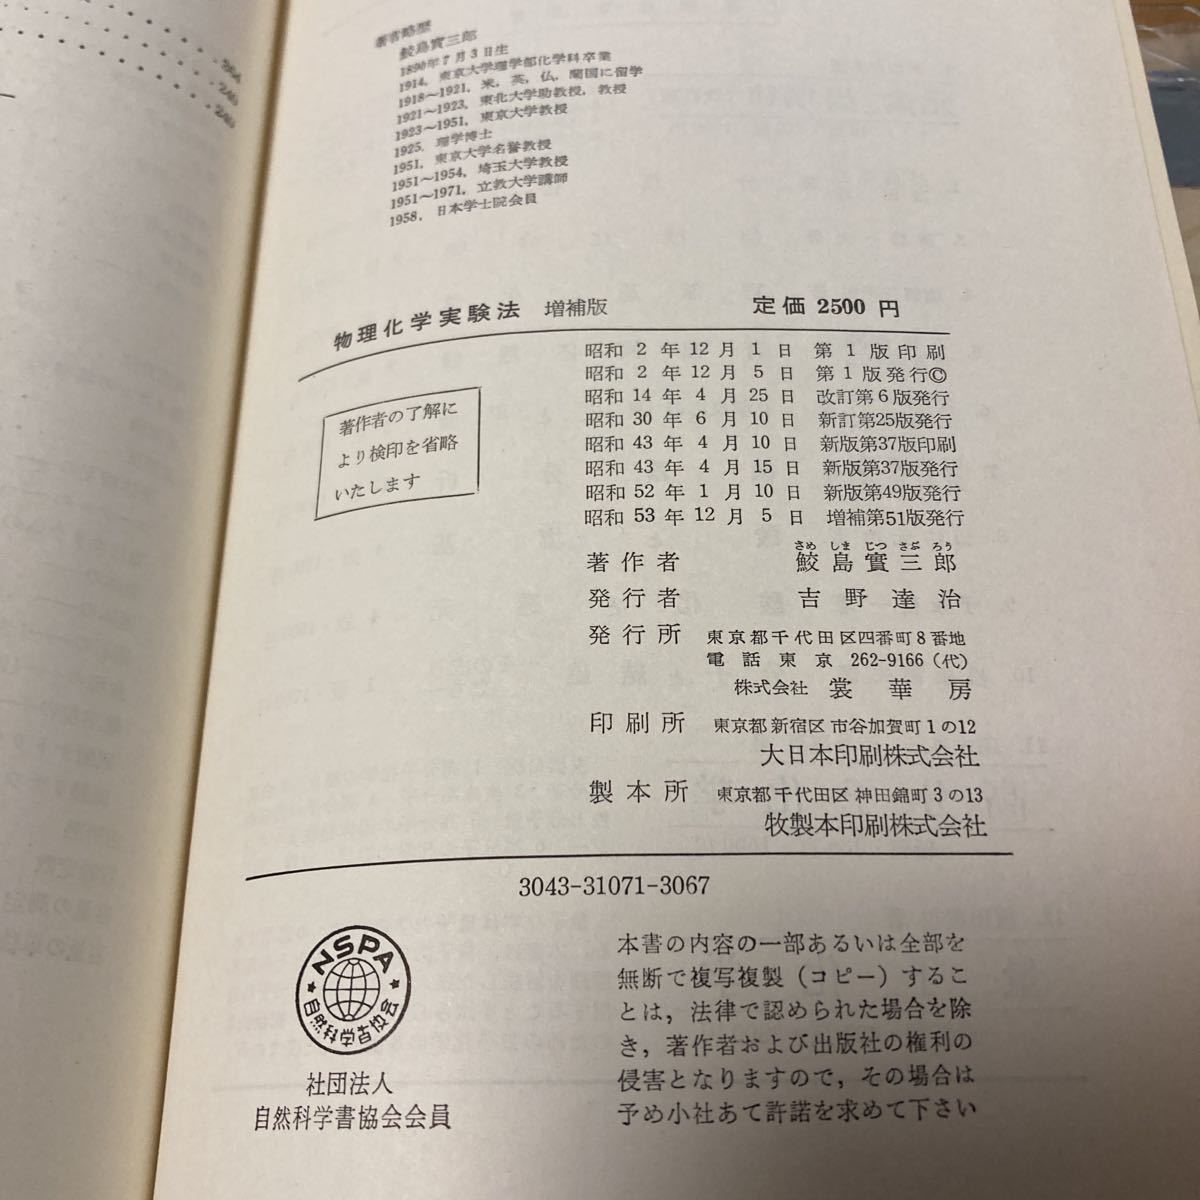 264
240
240
著者略歴
鮫島實三郎
1890年7月3日生
1914, 東京大学理学部化学科卒業
1918〜1921, 米, 英, 仏, 蘭国に留学
1921〜1923, 東北大学助教授, 教授
1923〜1951, 東京大学教授
1925, 理学博士
1951, 東京大学名誉教授
1951〜1954, 埼玉大学教授
1951〜1971, 立教大学講師
1958, 日本学士院会員
物理化学実験法 増補版 定価 2500 円
昭和 2 年 12 月 1 日 第 1 版印刷
昭和 2 年 12 月 5 日 第 1 版発行©
昭和 14 年 4 月 25 日 改訂第6版発行
昭和 30 年 6 月 10 日 新訂第25版発行
昭和 43 年 4 月 10 日 新版第37版印刷
昭和 43 年 4 月 15 日 新版第37版発行
昭和 52 年 1 月 10 日 新版第49版発行
昭和 53 年 12 月 5 日 増補第51版発行
著作者の了解に
より検印を省略
いたします
さめ しま じつ さぶ ろう
著作者 鮫島實三郎
発行者 吉野達治
発行所 東京都千代田区四番町8番地
電話東京 262-9166(代)
株式会社 裳華房
印刷所 東京都新宿区市谷加賀町1の12
大日本印刷株式会社
製本所 東京都千代田区神田錦町3の13
牧製本印刷株式会社
3043-31071-3067
NSPA
自然科学書協会
社団法人
自然科学書協会会員
本書の内容の一部あるいは全部を
無断で複写複製(コピー)するこ
とは,法律で認められた場合を除
き,著作者および出版社の権利の
侵害となりますので,その場合は
予め小社あて許諾を求めて下さい